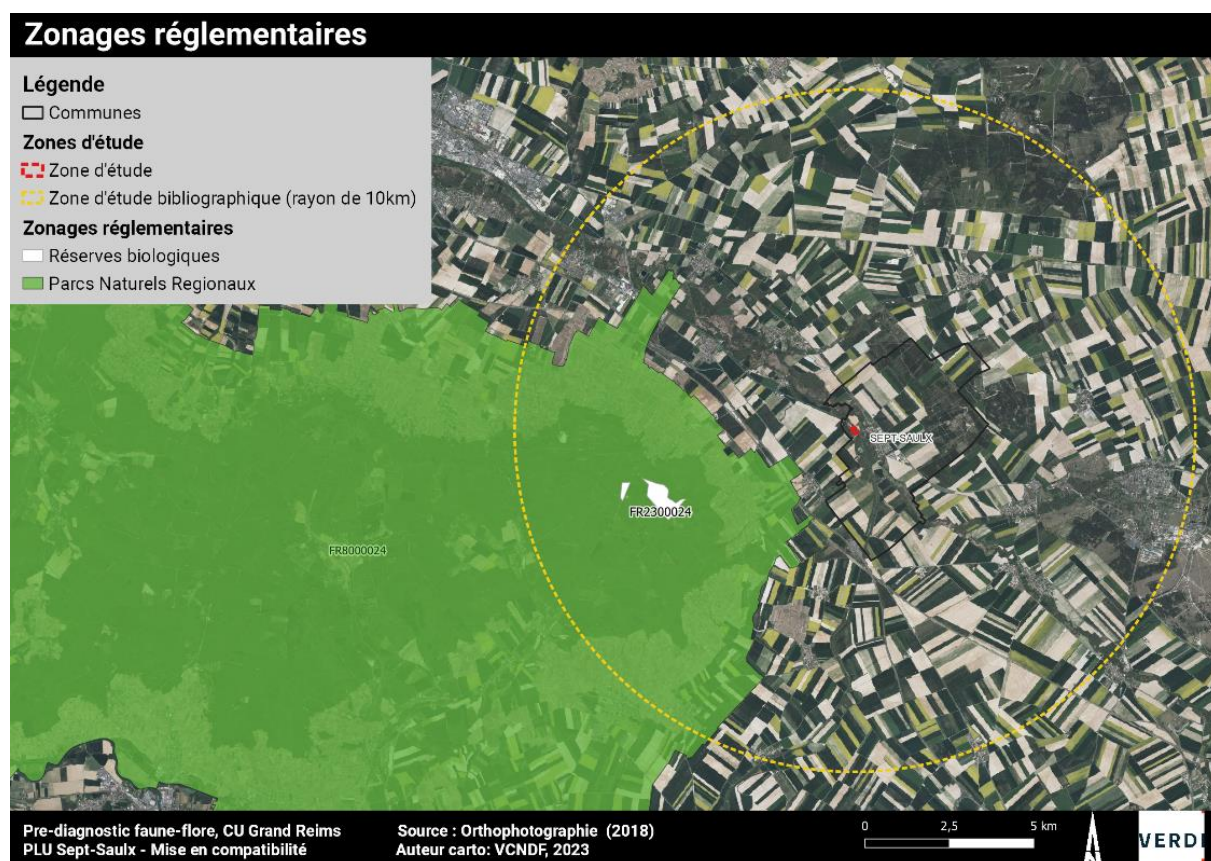 Zonages réglementaires
Légende
Communes
Zones d'étude
Zone d'étude
Zone d'étude bibliographique (rayon de 10km)
Zonages réglementaires
Réserves biologiques
Parcs Naturels Regionaux
SEPT-SAULX
FR2300024
FR8000024
Pre-diagnostic faune-flore, CU Grand Reims
PLU Sept-Saulx - Mise en compatibilité
Source : Orthophotographie (2018)
Auteur carto: VCNDF, 2023
0 2,5 5 km
VERDI